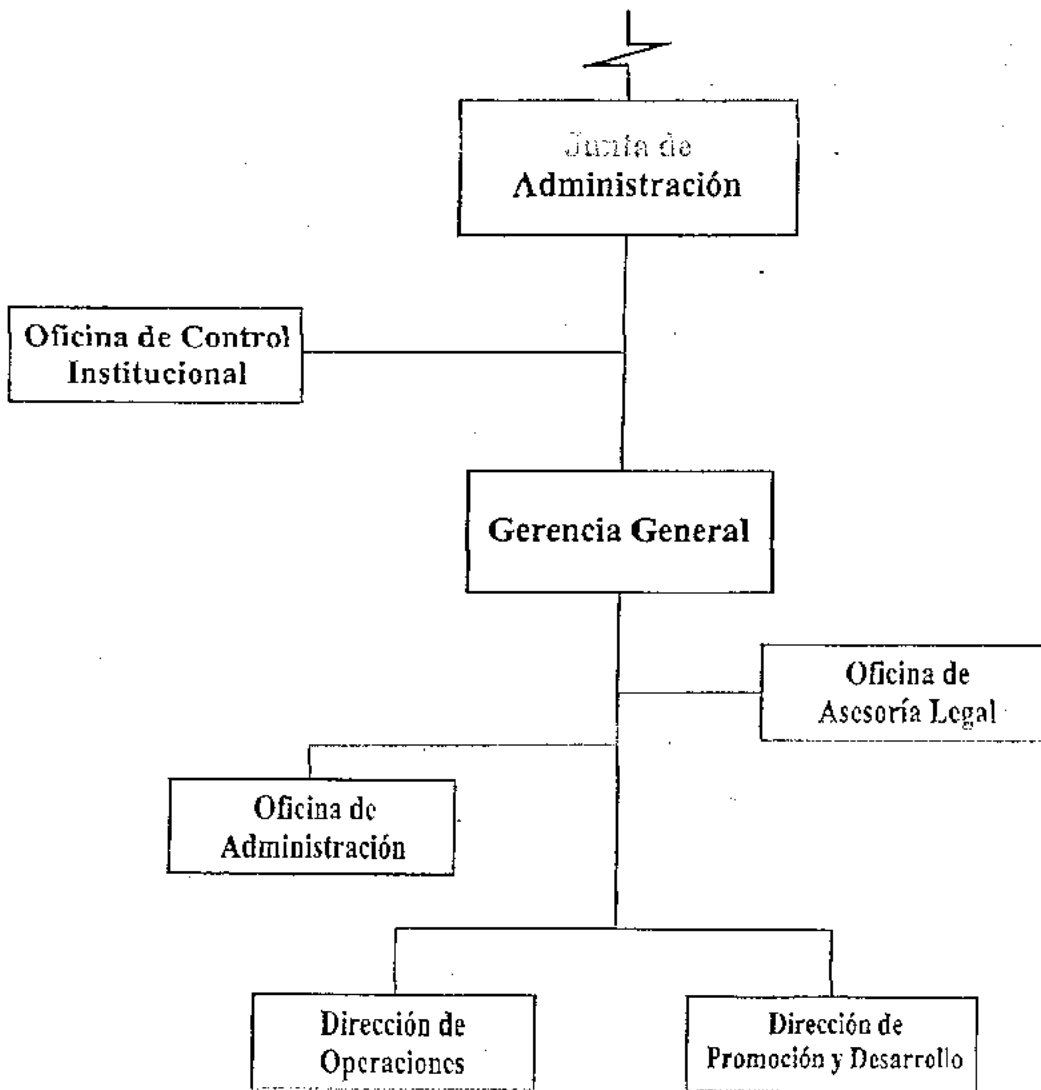 Junta de
Administración
Oficina de Control
Institucional
Gerencia General
Oficina de
Asesoría Legal
Oficina de
Administración
Dirección de
Operaciones
Dirección de
Promoción y Desarrollo